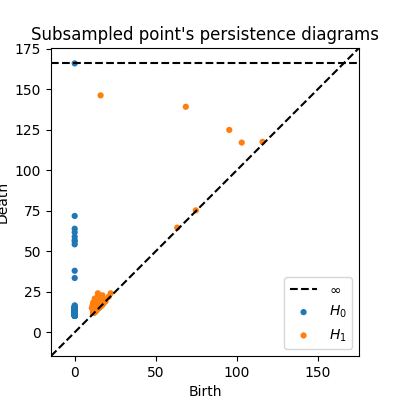 Subsampled point's persistence diagrams
175
150
125
100
75
50
25
0
Death
0
50
100
150
Birth
∞
H₀
H₁